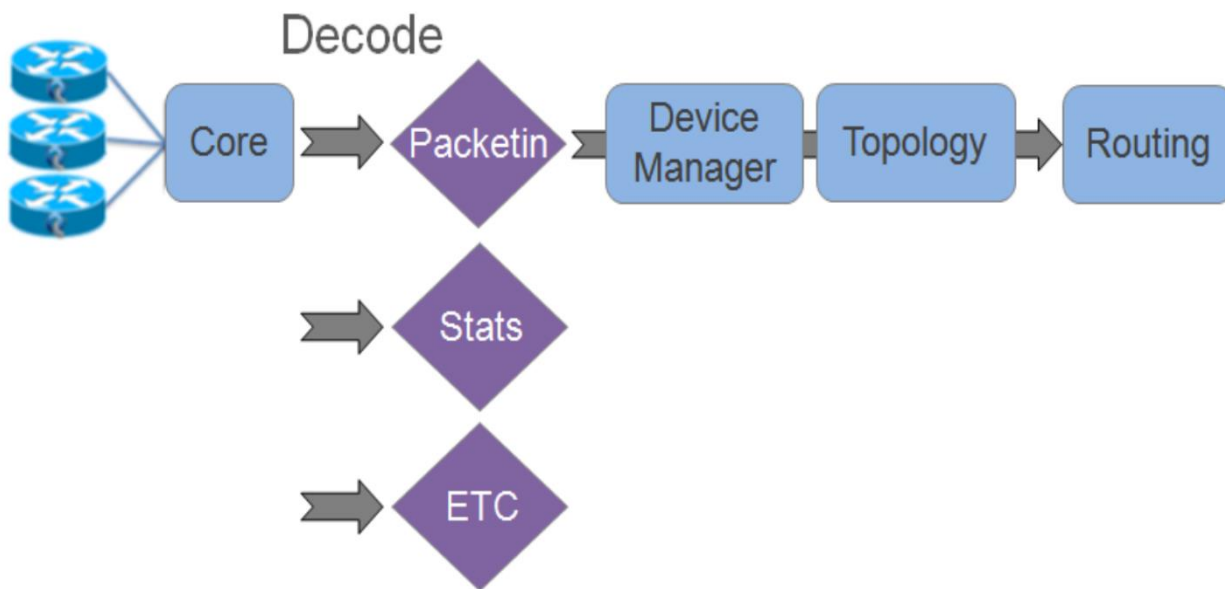 Decode
Core
Packetin
Device
Manager
Topology
Routing
Stats
ETC